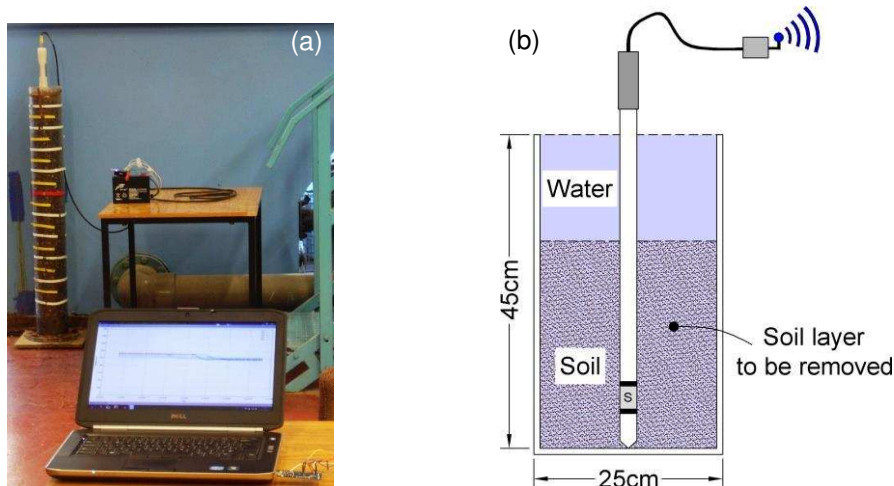 (a)
DELL
(b)
Water
45cm
Soil
S
Soil layer
to be removed
25cm